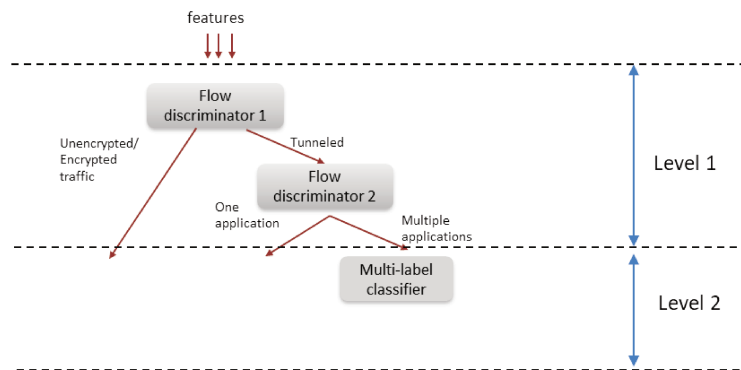 features
Flow
discriminator 1
Unencrypted/
Encrypted
traffic
Tunneled
Level 1
Flow
discriminator 2
One
application
Multiple
applications
Multi-label
classifier
Level 2